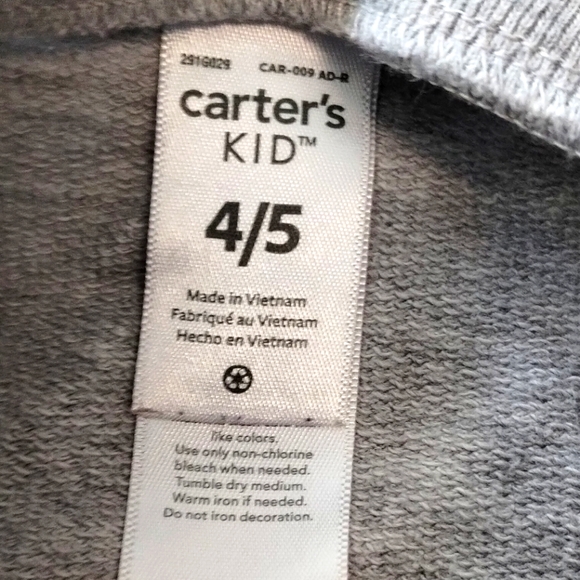 291G029 CAR-009 AD-R
carter's
KID™
4/5
Made in Vietnam
Fabriqué au Vietnam
Hecho en Vietnam
like colors.
Use only non-chlorine
bleach when needed.
Tumble dry medium.
Warm iron if needed.
Do not iron decoration.